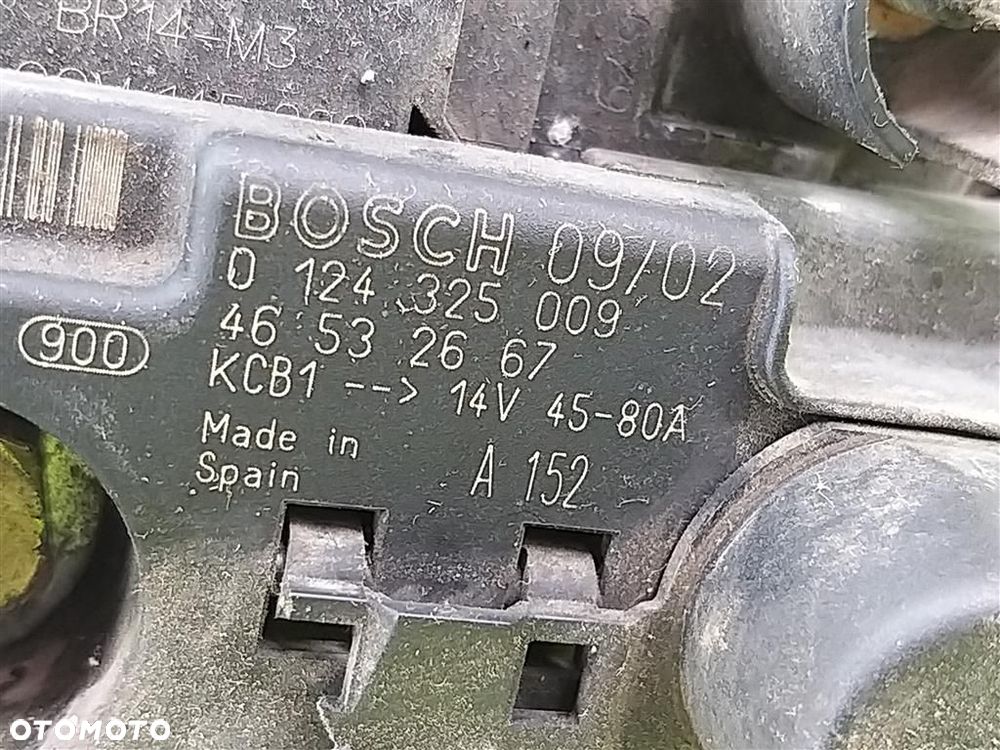 BR14-M3
BOSCH 09/02
0 124 325 009
46 53 26 67
KCB1 --> 14V 45-80A
900
Made in
Spain
A 152
OTOMOTO